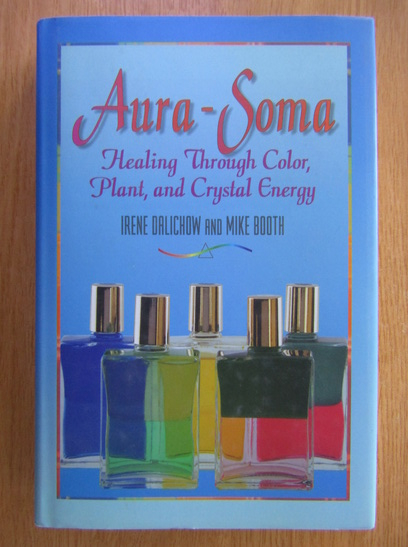 Aura-Soma
Healing Through Color,
Plant, and Crystal Energy
IRENE DALICHOW AND MIKE BOOTH